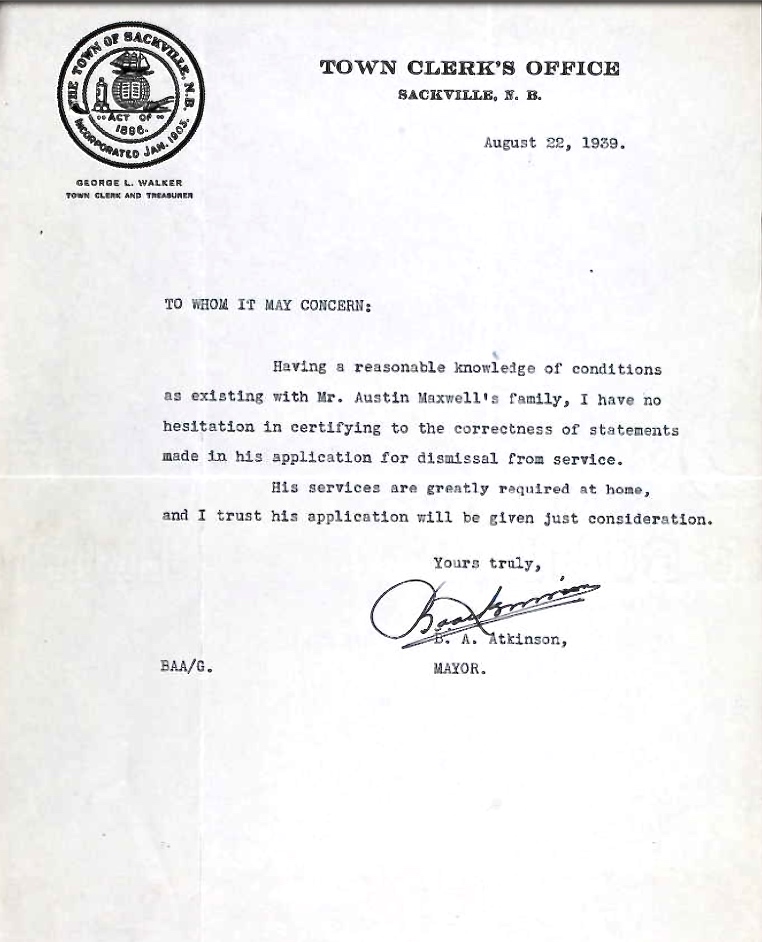 THE TOWN OF SACKVILLE, N.B.
ACT OF
1896.
INCORPORATED JAN. 1903.
GEORGE L. WALKER
TOWN CLERK AND TREASURER
TOWN CLERK'S OFFICE
SACKVILLE, N. B.
August 22, 1939.
TO WHOM IT MAY CONCERN:
Having a reasonable knowledge of conditions
as existing with Mr. Austin Maxwell's family, I have no
hesitation in certifying to the correctness of statements
made in his application for dismissal from service.
His services are greatly required at home,
and I trust his application will be given just consideration.
Yours truly,
B. A. Atkinson,
BAA/G.
MAYOR.